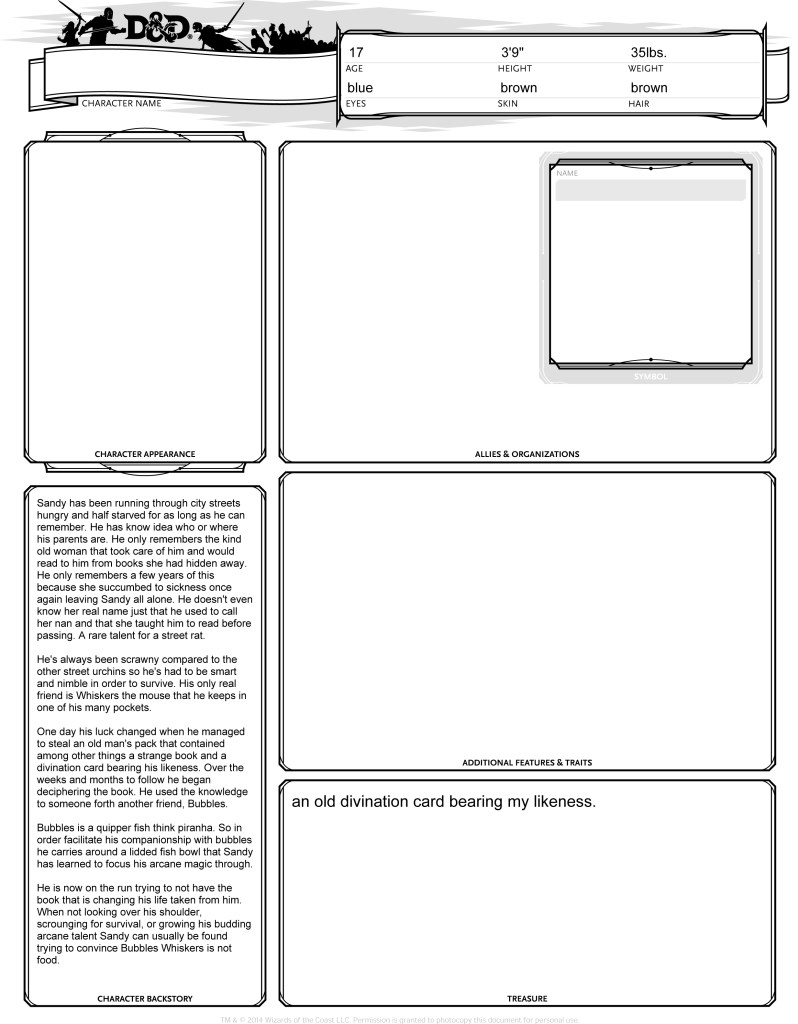 D&D®
17 3'9" 35lbs.
AGE HEIGHT WEIGHT
blue brown brown
CHARACTER NAME EYES SKIN HAIR
NAME
SYMBOL
CHARACTER APPEARANCE
ALLIES & ORGANIZATIONS
Sandy has been running through city streets
hungry and half starved for as long as he can
remember. He has know idea who or where
his parents are. He only remembers the kind
old woman that took care of him and would
read to him from books she had hidden away.
He only remembers a few years of this
because she succumbed to sickness once
again leaving Sandy all alone. He doesn't even
know her real name just that he used to call
her nan and that she taught him to read before
passing. A rare talent for a street rat.
He's always been scrawny compared to the
other street urchins so he's had to be smart
and nimble in order to survive. His only real
friend is Whiskers the mouse that he keeps in
one of his many pockets.
One day his luck changed when he managed
to steal an old man's pack that contained
among other things a strange book and a
divination card bearing his likeness. Over the
weeks and months to follow he began
deciphering the book. He used the knowledge
to someone forth another friend, Bubbles.
Bubbles is a quipper fish think piranha. So in
order facilitate his companionship with bubbles
he carries around a lidded fish bowl that Sandy
has learned to focus his arcane magic through.
He is now on the run trying to not have the
book that is changing his life taken from him.
When not looking over his shoulder,
scrounging for survival, or growing his budding
arcane talent Sandy can usually be found
trying to convince Bubbles Whiskers is not
food.
CHARACTER BACKSTORY
ADDITIONAL FEATURES & TRAITS
an old divination card bearing my likeness.
TREASURE
TM & © 2014 Wizards of the Coast LLC. Permission is granted to photocopy this document for personal use.